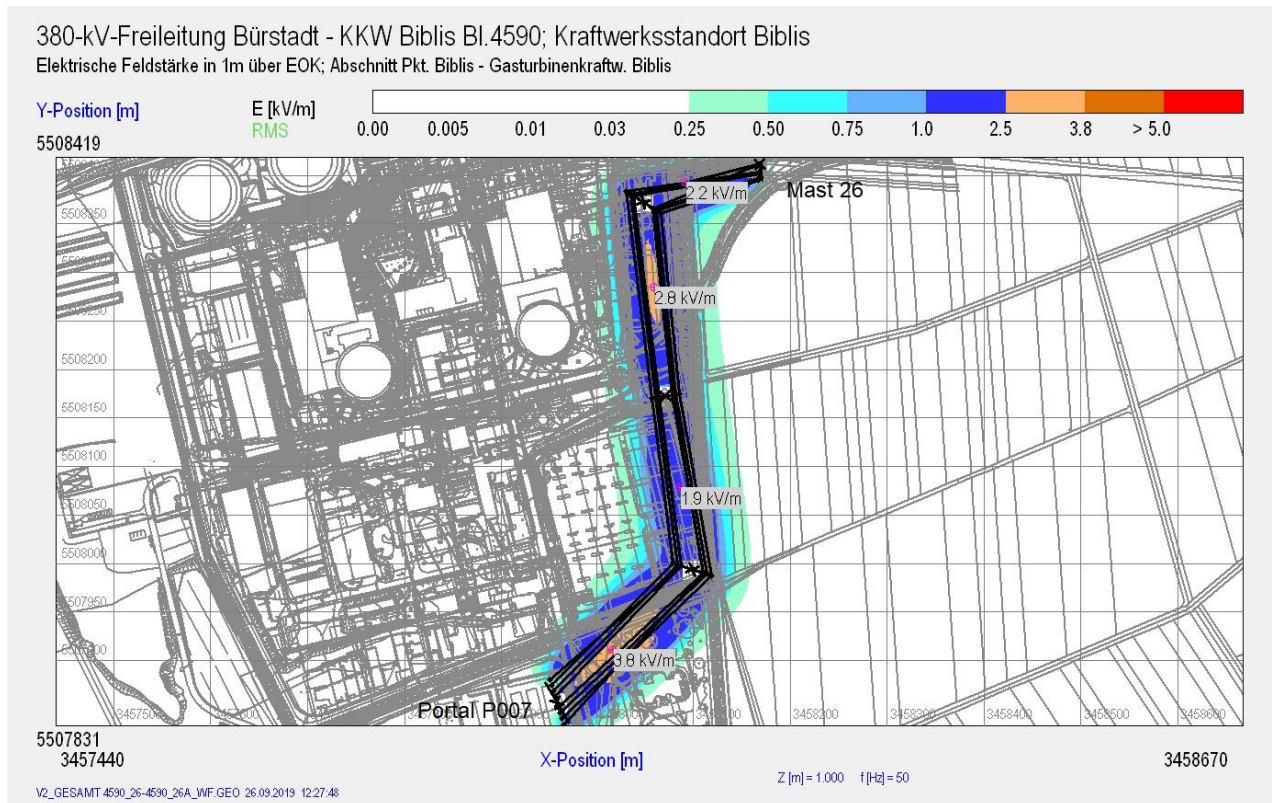 380-kV-Freileitung Bürstadt - KKW Biblis Bl.4590; Kraftwerksstandort Biblis
Elektrische Feldstärke in 1m über EOK; Abschnitt Pkt. Biblis - Gasturbinenkraftw. Biblis
Y-Position [m]
E [kV/m]
RMS
0.00 0.005 0.01 0.03 0.25 0.50 0.75 1.0 2.5 3.8 > 5.0
5508419
Mast 26
2.2 kV/m
5508350
2.8 kV/m
5508200
5508150
5508100
1.9 kV/m
5508050
5508000
5507950
3.8 kV/m
Portal P007
3457500
3458200
3458400
3458500
3458600
5507831
3457440
X-Position [m]
3458670
Z [m] = 1.000 f [Hz] = 50
V2_GESAMT 4590_26-4590_26A_WF.GEO 26.09.2019 12:27:48